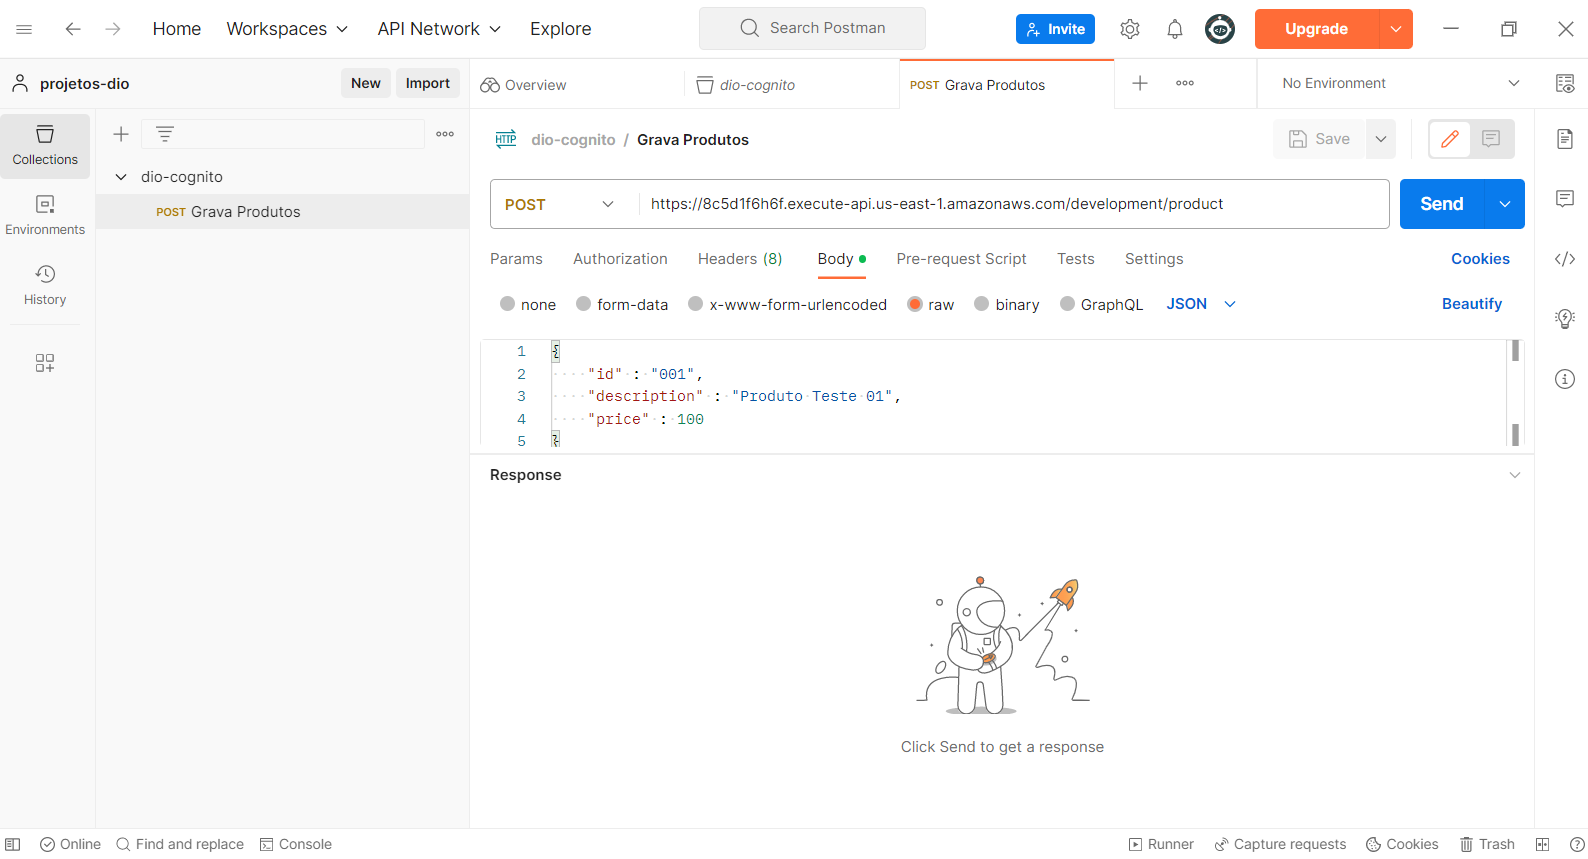 Home Workspaces API Network Explore Search Postman Invite Upgrade
projetos-dio New Import Overview dio-cognito POST Grava Produtos No Environment
Collections
Environments
History
dio-cognito
POST Grava Produtos
HTTP dio-cognito / Grava Produtos Save
POST https://8c5d1f6h6f.execute-api.us-east-1.amazonaws.com/development/product Send
Params Authorization Headers (8) Body Pre-request Script Tests Settings Cookies
none form-data x-www-form-urlencoded raw binary GraphQL JSON Beautify
1 {
2 "id" : "001",
3 "description" : "Produto Teste 01",
4 "price" : 100
5 }
Response
Click Send to get a response
Online Find and replace Console Runner Capture requests Cookies Trash